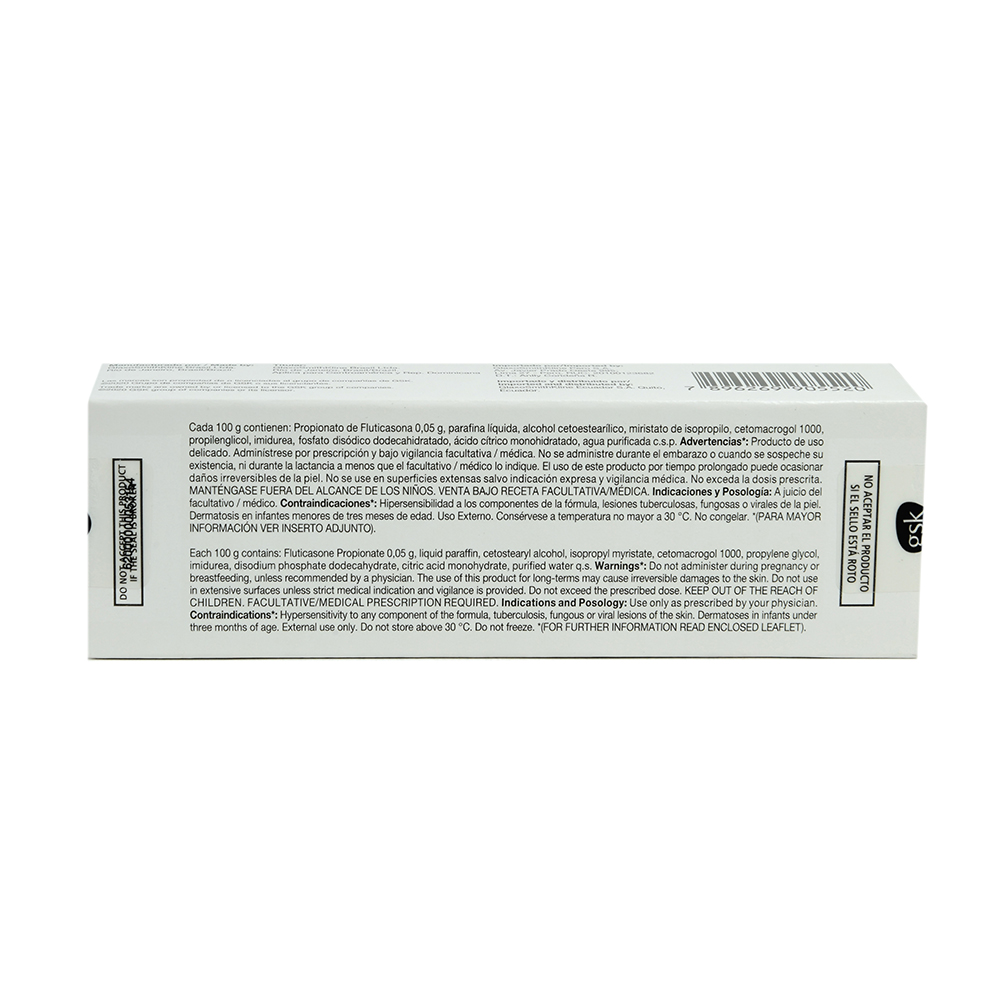 Importado y distribuido por/
Imported and distributed by:
Ecuador
Cada 100 g contienen: Propionato de Fluticasona 0,05 g, parafina líquida, alcohol cetoestearílico, miristato de isopropilo, cetomacrogol 1000,
propilenglicol, imidurea, fosfato disódico dodecahidratado, ácido cítrico monohidratado, agua purificada c.s.p. Advertencias*: Producto de uso
delicado. Adminístrese por prescripción y bajo vigilancia facultativa / médica. No se administre durante el embarazo o cuando se sospeche su
existencia, ni durante la lactancia a menos que el facultativo / médico lo indique. El uso de este producto por tiempo prolongado puede ocasionar
daños irreversibles de la piel. No se use en superficies extensas salvo indicación expresa y vigilancia médica. No exceda la dosis prescrita.
MANTÉNGASE FUERA DEL ALCANCE DE LOS NIÑOS. VENTA BAJO RECETA FACULTATIVA/MÉDICA. Indicaciones y Posología: A juicio del
facultativo / médico. Contraindicaciones*: Hipersensibilidad a los componentes de la fórmula, lesiones tuberculosas, fungosas o virales de la piel.
Dermatosis en infantes menores de tres meses de edad. Uso Externo. Consérvese a temperatura no mayor a 30 °C. No congelar. *(PARA MAYOR
INFORMACIÓN VER INSERTO ADJUNTO).
Each 100 g contains: Fluticasone Propionate 0,05 g, liquid paraffin, cetostearyl alcohol, isopropyl myristate, cetomacrogol 1000, propylene glycol,
imidurea, disodium phosphate dodecahydrate, citric acid monohydrate, purified water q.s. Warnings*: Do not administer during pregnancy or
breastfeeding, unless recommended by a physician. The use of this product for long-terms may cause irreversible damages to the skin. Do not use
in extensive surfaces unless strict medical indication and vigilance is provided. Do not exceed the prescribed dose. KEEP OUT OF THE REACH OF
CHILDREN. FACULTATIVE/MEDICAL PRESCRIPTION REQUIRED. Indications and Posology: Use only as prescribed by your physician.
Contraindications*: Hypersensitivity to any component of the formula, tuberculosis, fungous or viral lesions of the skin. Dermatoses in infants under
three months of age. External use only. Do not store above 30 °C. Do not freeze. *(FOR FURTHER INFORMATION READ ENCLOSED LEAFLET).
DO NOT ACCEPT THIS PRODUCT
IF THE SEAL IS BROKEN
NO ACEPTAR EL PRODUCTO
SI EL SELLO ESTÁ ROTO
gsk